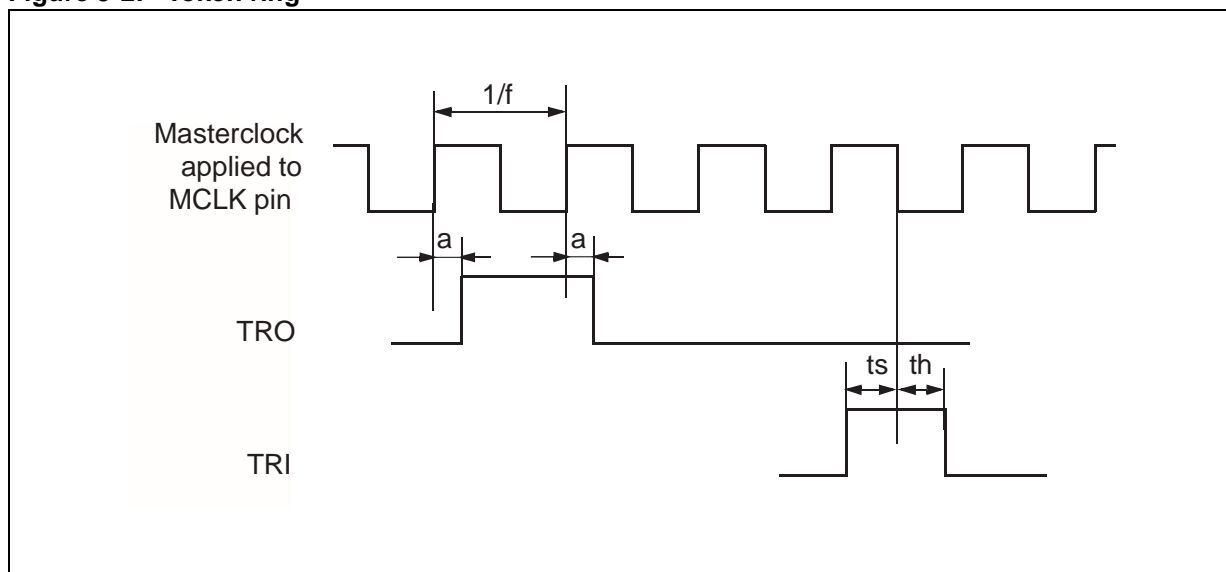 1/f
Masterclock
applied to
MCLK pin
a a
TRO
ts th
TRI